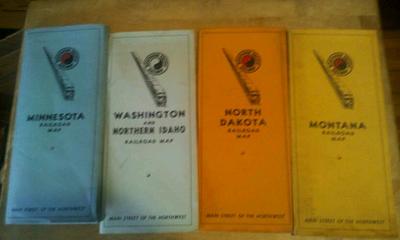 MINNESOTA
RAILROAD
MAP
MAIN STREET OF THE NORTHWEST
WASHINGTON
AND
NORTHERN IDAHO
RAILROAD MAP
MAIN STREET OF THE NORTHWEST
NORTH
DAKOTA
RAILROAD
MAP
MAIN STREET OF THE NORTHWEST
MONTANA
RAILROAD
MAP
MAIN STREET OF THE NORTHWEST